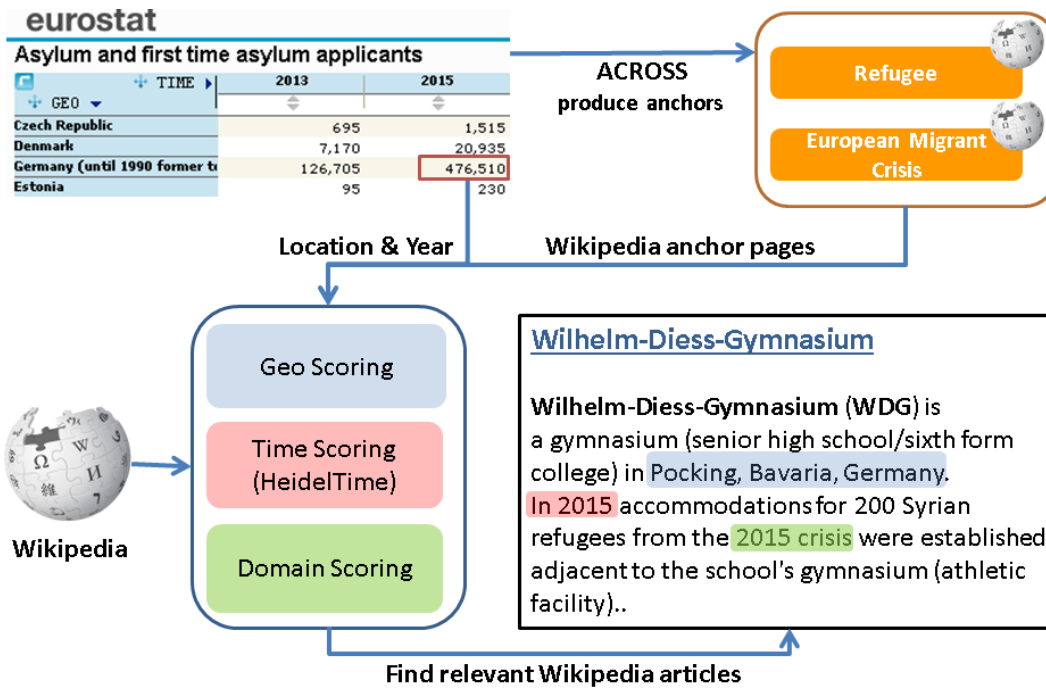 eurostat
Asylum and first time asylum applicants
TIME 2013 2015
GEO
Czech Republic 695 1,515
Denmark 7,170 20,935
Germany (until 1990 former te 126,705 476,510
Estonia 95 230
ACROSS
produce anchors
Refugee
European Migrant
Crisis
Location & Year
Wikipedia anchor pages
Geo Scoring
Time Scoring
(HeidelTime)
Domain Scoring
Wikipedia
Wilhelm-Diess-Gymnasium
Wilhelm-Diess-Gymnasium (WDG) is
a gymnasium (senior high school/sixth form
college) in Pocking, Bavaria, Germany.
In 2015 accommodations for 200 Syrian
refugees from the 2015 crisis were established
adjacent to the school's gymnasium (athletic
facility)..
Find relevant Wikipedia articles